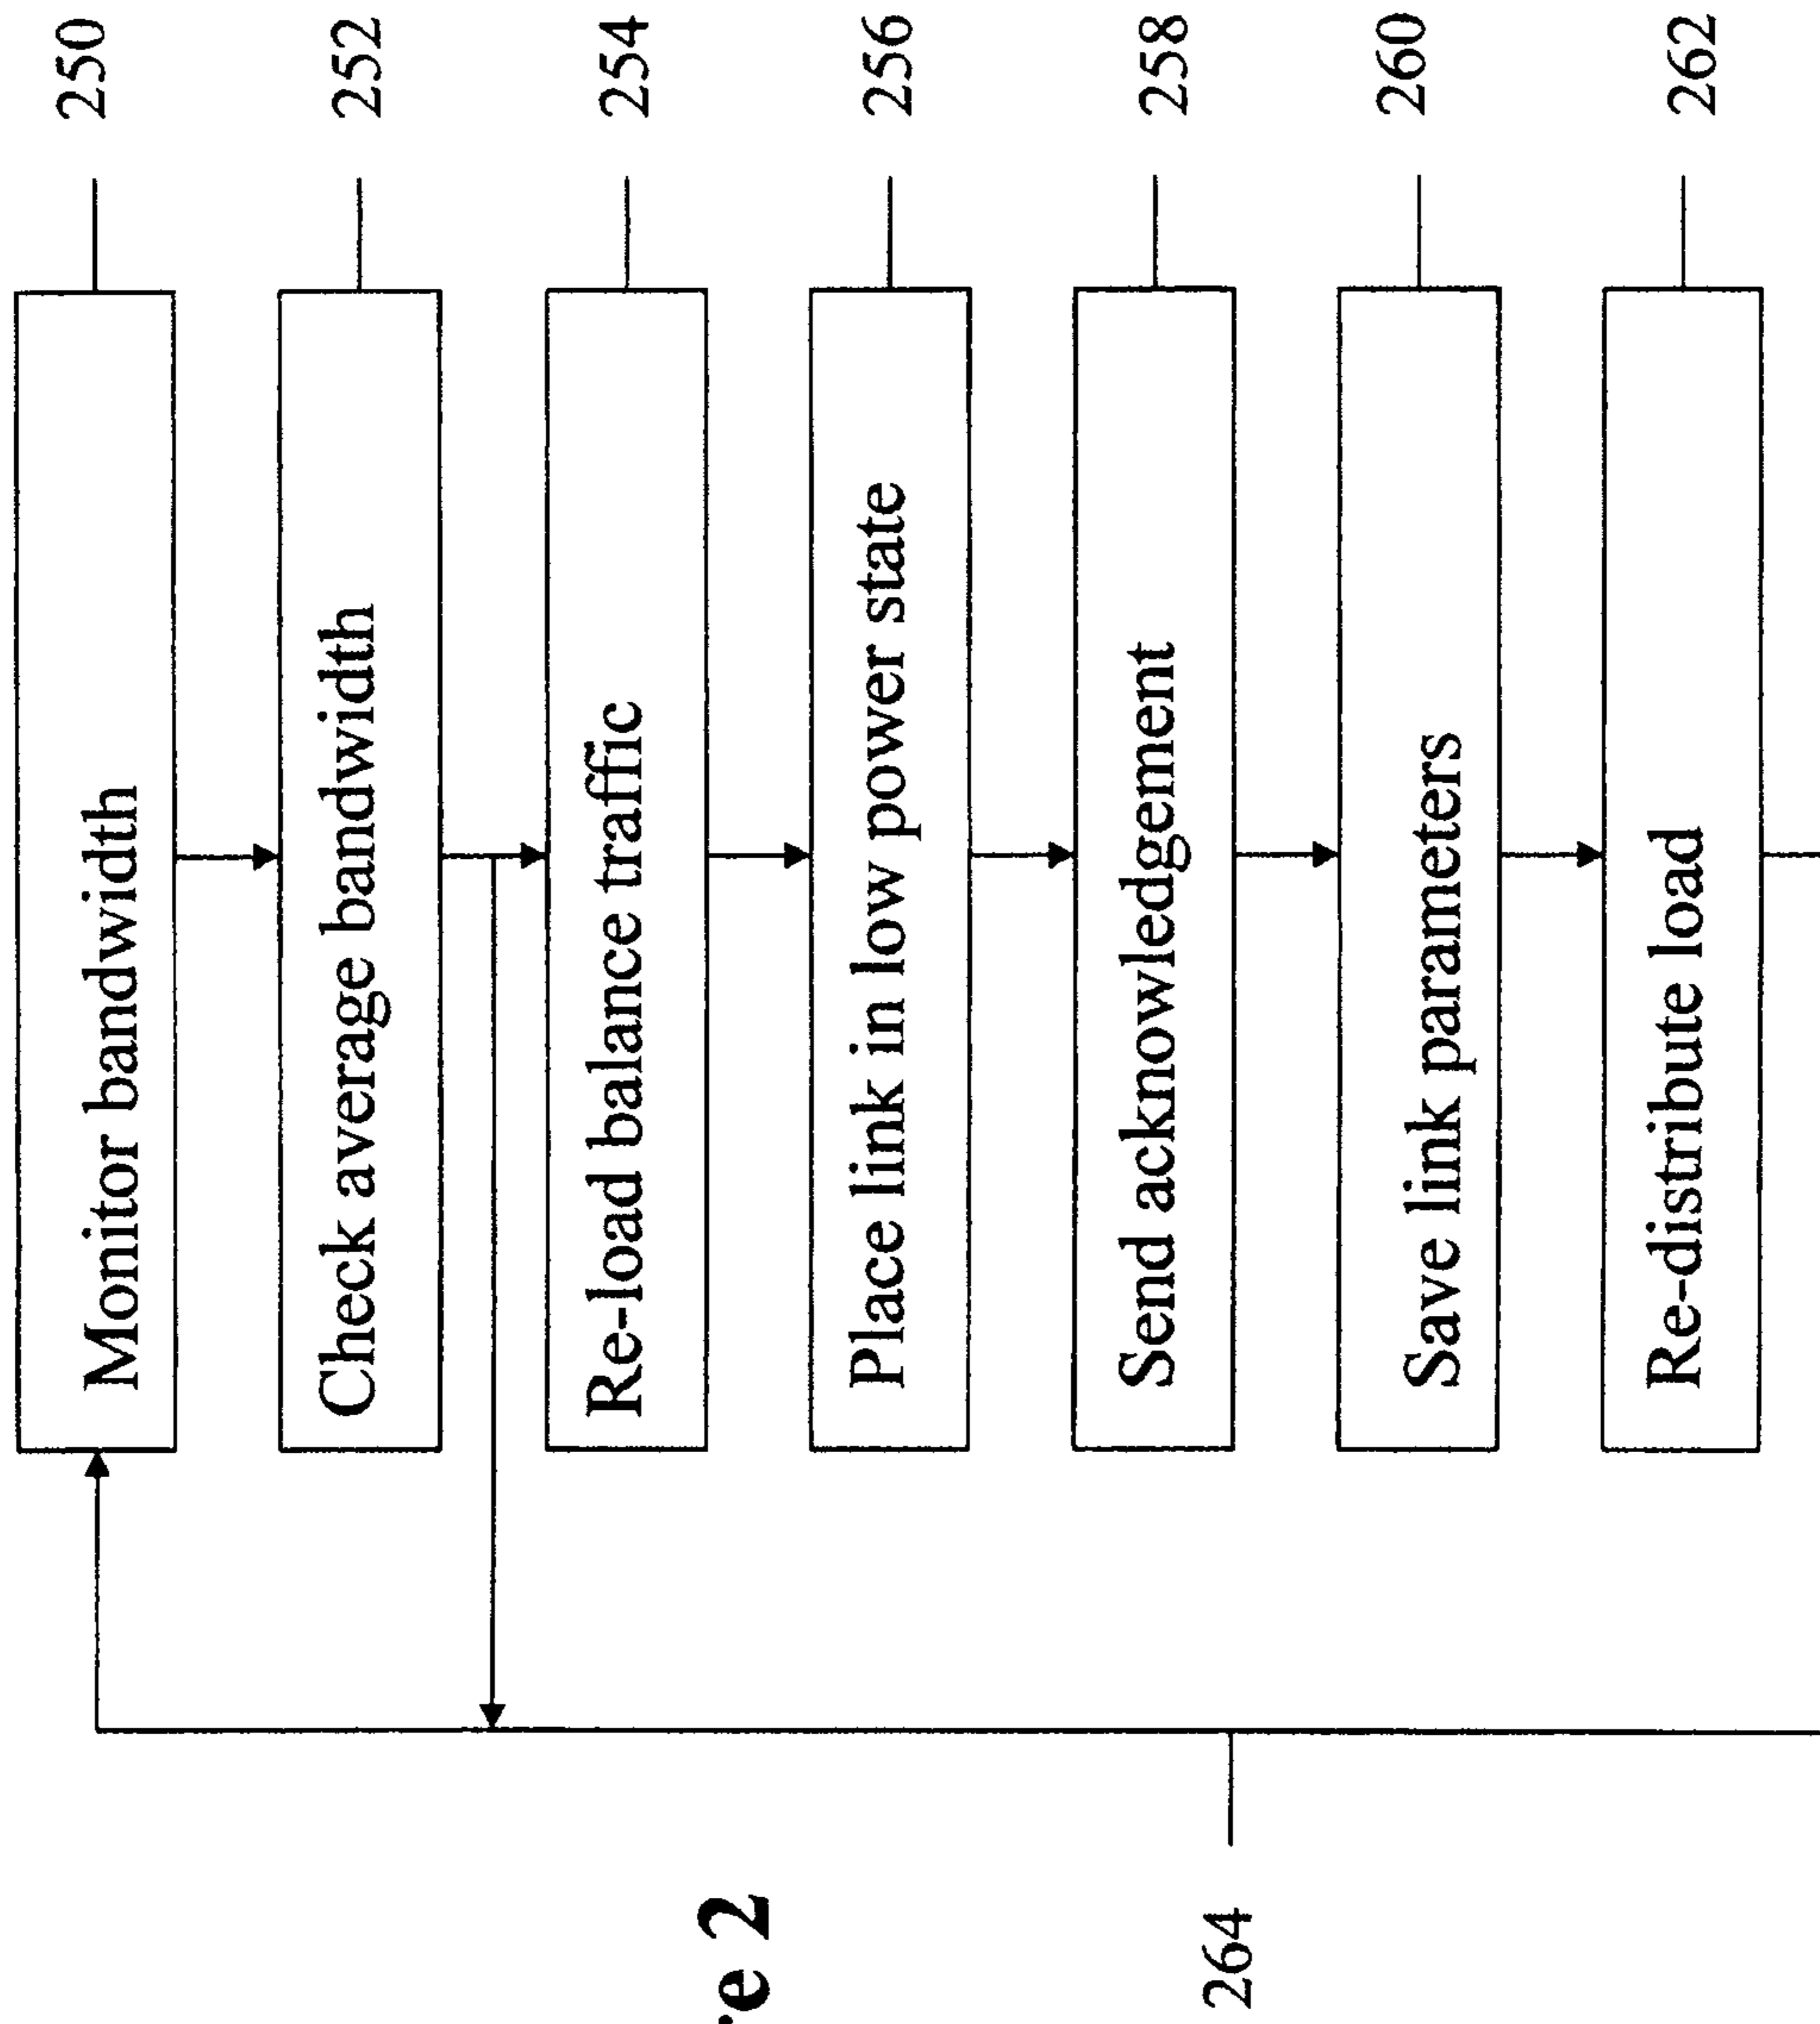 Monitor bandwidth 250
Check average bandwidth 252
Re-load balance traffic 254
Place link in low power state 256
Send acknowledgement 258
Save link parameters 260
Re-distribute load 262
264
2